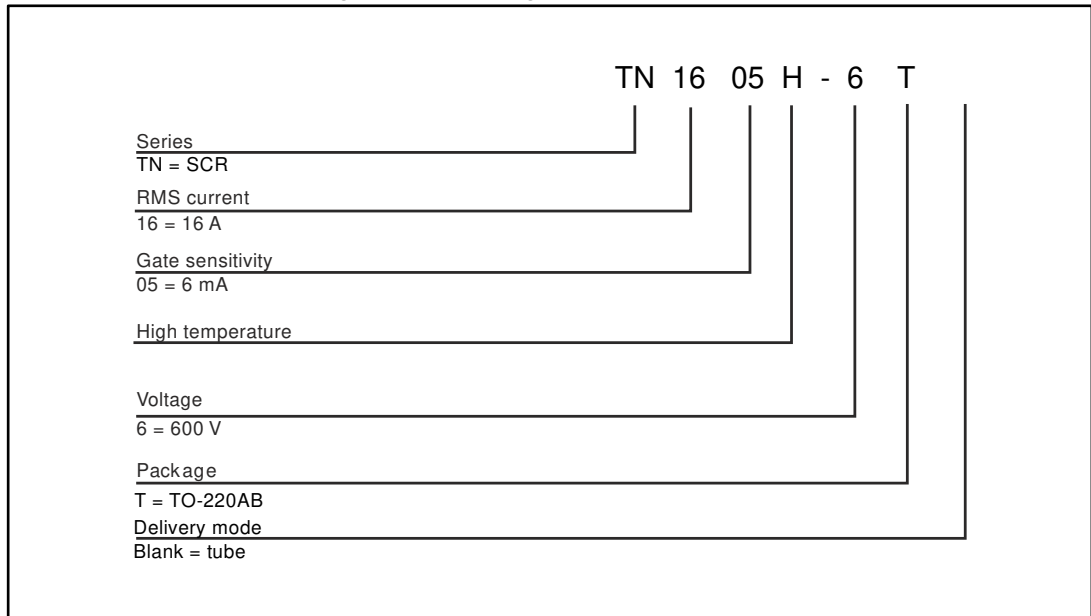 TN 16 05 H - 6 T
Series
TN = SCR
RMS current
16 = 16 A
Gate sensitivity
05 = 6 mA
High temperature
Voltage
6 = 600 V
Package
T = TO-220AB
Delivery mode
Blank = tube